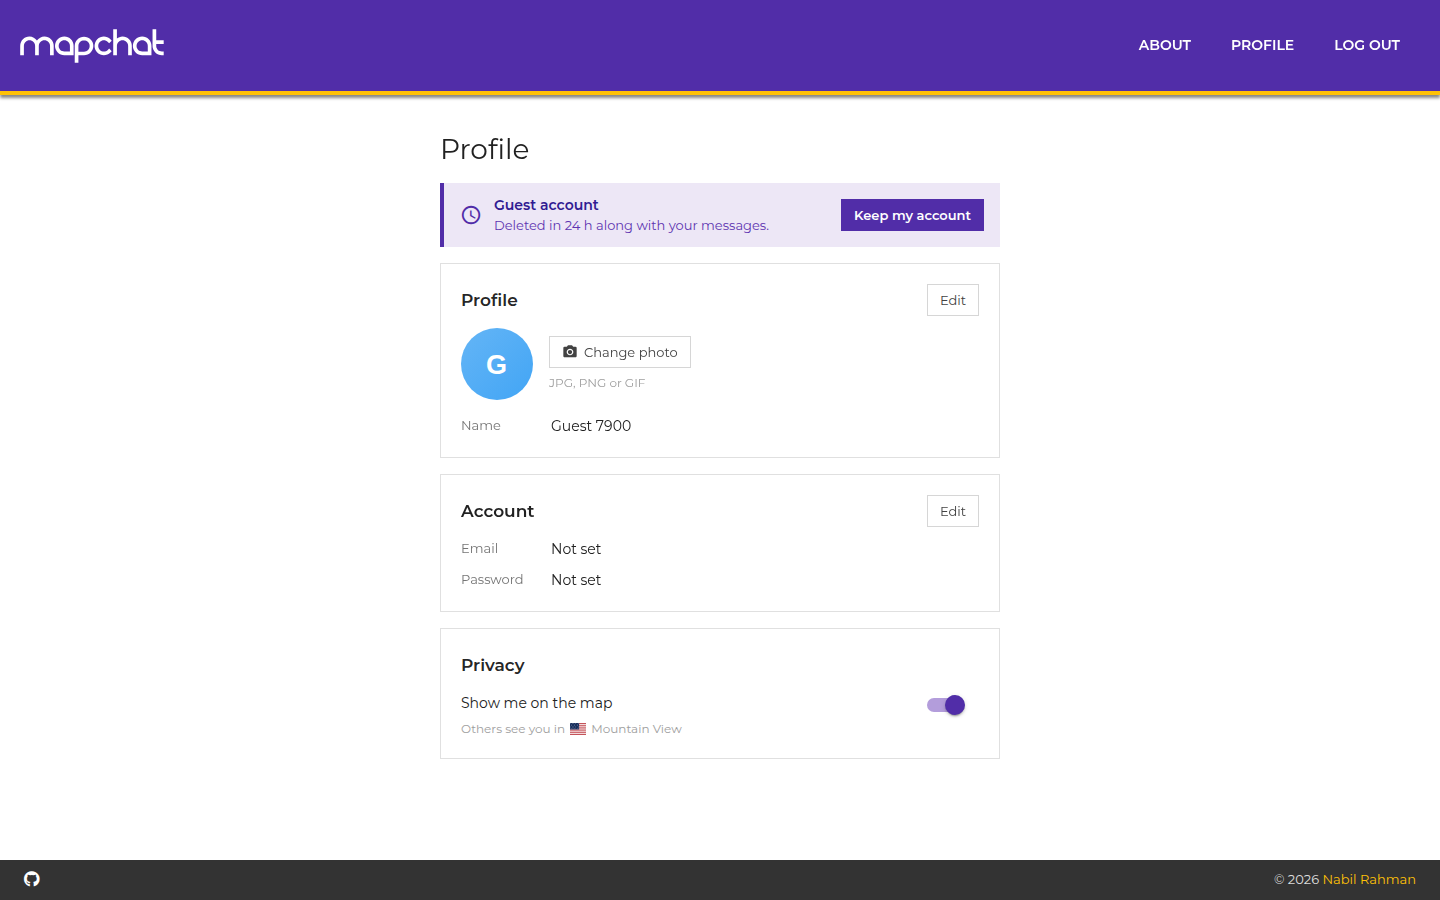 mapchat
ABOUT PROFILE LOG OUT
Profile
Guest account
Deleted in 24 h along with your messages.
Keep my account
Profile
Edit
G
Change photo
JPG, PNG or GIF
Name Guest 7900
Account
Edit
Email Not set
Password Not set
Privacy
Show me on the map
Others see you in Mountain View
© 2026 Nabil Rahman